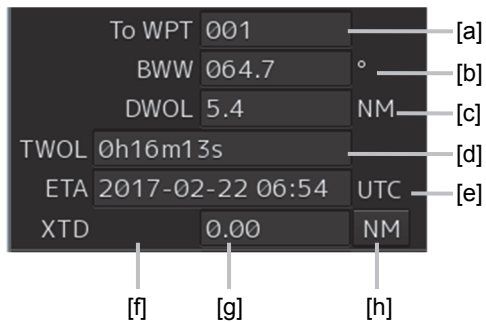 To WPT 001 [a]
BWW 064.7 ° [b]
DWOL 5.4 NM [c]
TWOL 0h16m13s [d]
ETA 2017-02-22 06:54 UTC [e]
XTD 0.00 NM
[f] [g] [h]